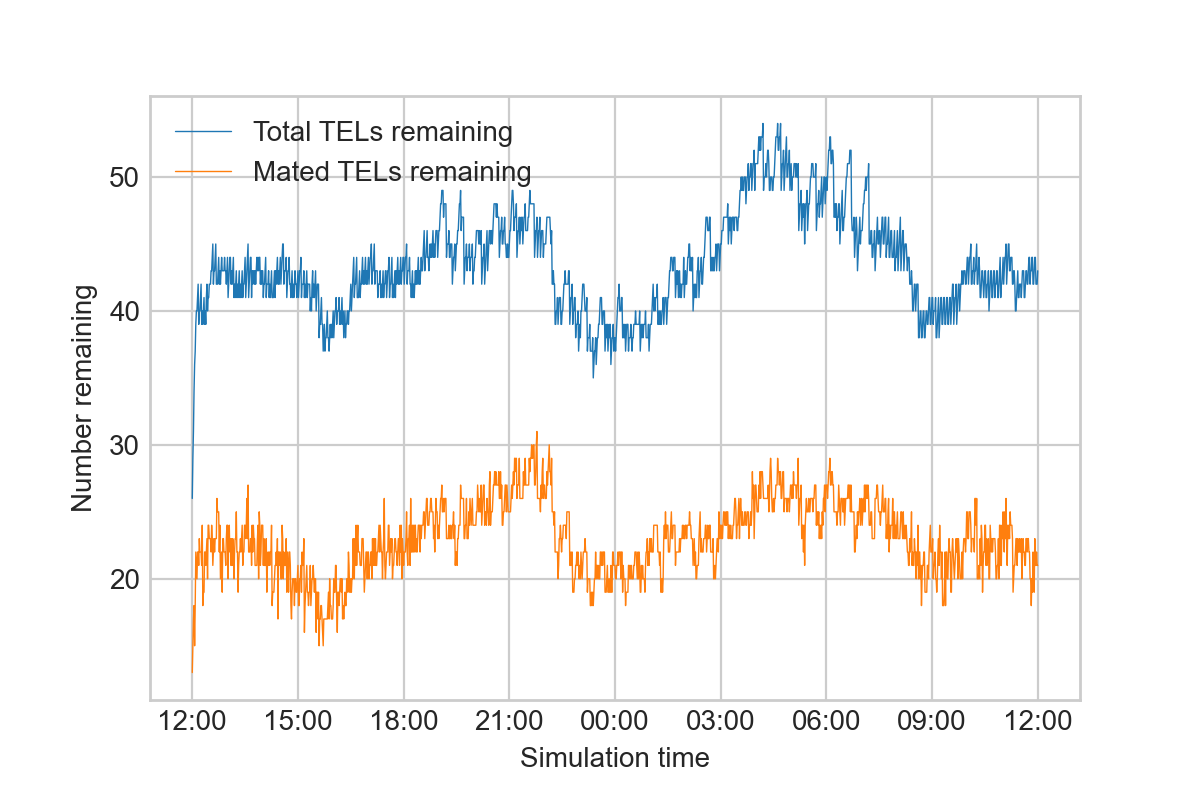 Total TELs remaining
Mated TELs remaining
50
40
30
20
Number remaining
12:00 15:00 18:00 21:00 00:00 03:00 06:00 09:00 12:00
Simulation time